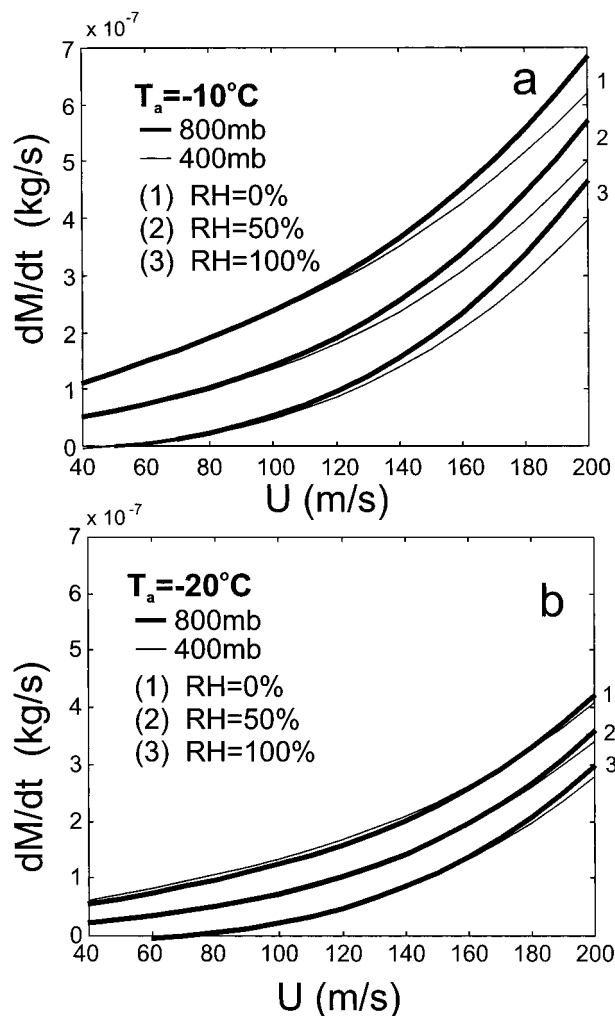 x 10⁻⁷
7
6
5
4
3
2
1
0
dM/dt (kg/s)
a
Tₐ=-10°C
800mb
400mb
(1) RH=0%
(2) RH=50%
(3) RH=100%
1
2
3
40 60 80 100 120 140 160 180 200
U (m/s)
x 10⁻⁷
7
6
5
4
3
2
1
0
dM/dt (kg/s)
b
Tₐ=-20°C
800mb
400mb
(1) RH=0%
(2) RH=50%
(3) RH=100%
1
2
3
40 60 80 100 120 140 160 180 200
U (m/s)